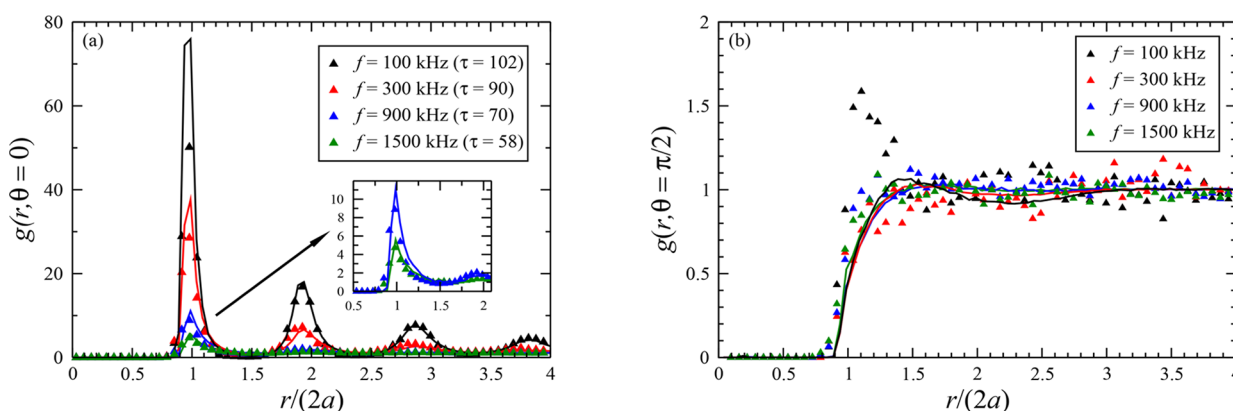 (a)
f = 100 kHz (τ = 102)
f = 300 kHz (τ = 90)
f = 900 kHz (τ = 70)
f = 1500 kHz (τ = 58)
g(r, θ = 0)
80
60
40
20
0
10
8
6
4
2
0
0.5 1 1.5 2
0 0.5 1 1.5 2 2.5 3 3.5 4
r/(2a)
(b)
f = 100 kHz
f = 300 kHz
f = 900 kHz
f = 1500 kHz
g(r, θ = π/2)
2
1.5
1
0.5
0
0 0.5 1 1.5 2 2.5 3 3.5 4
r/(2a)